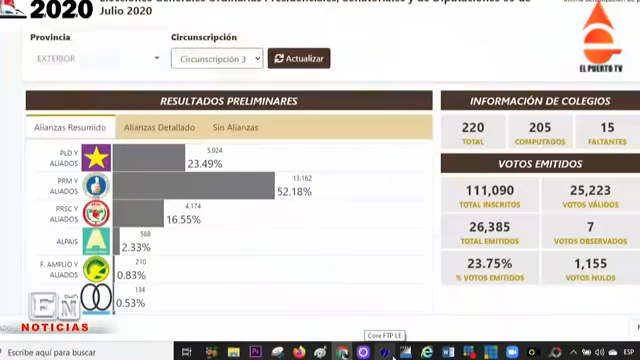 2020
Elecciones Generales Ordinarias Presidenciales, Senatoriales y de Diputaciones 05 de
Julio 2020
Provincia
Circunscripción
EXTERIOR
Circunscripción 3
Actualizar
EL PUERTO TV
RESULTADOS PRELIMINARES
INFORMACIÓN DE COLEGIOS
Alianzas Resumido
Alianzas Detallado
Sin Alianzas
220
205
15
TOTAL
COMPUTADOS
FALTANTES
PLD Y
ALIADOS
5,924
23.49%
VOTOS EMITIDOS
PRM Y
ALIADOS
13,162
52.18%
111,090
25,223
TOTAL INSCRITOS
VOTOS VÁLIDOS
PRSC Y
ALIADOS
4,174
16.55%
26,385
7
TOTAL EMITIDOS
VOTOS OBSERVADOS
ALPAIS
588
2.33%
23.75%
1,155
% VOTOS EMITIDOS
VOTOS NULOS
F. AMPLIO Y
ALIADOS
210
0.83%
134
0.53%
EN
NOTICIAS
Core FTP LE
Escribe aquí para buscar
ESP